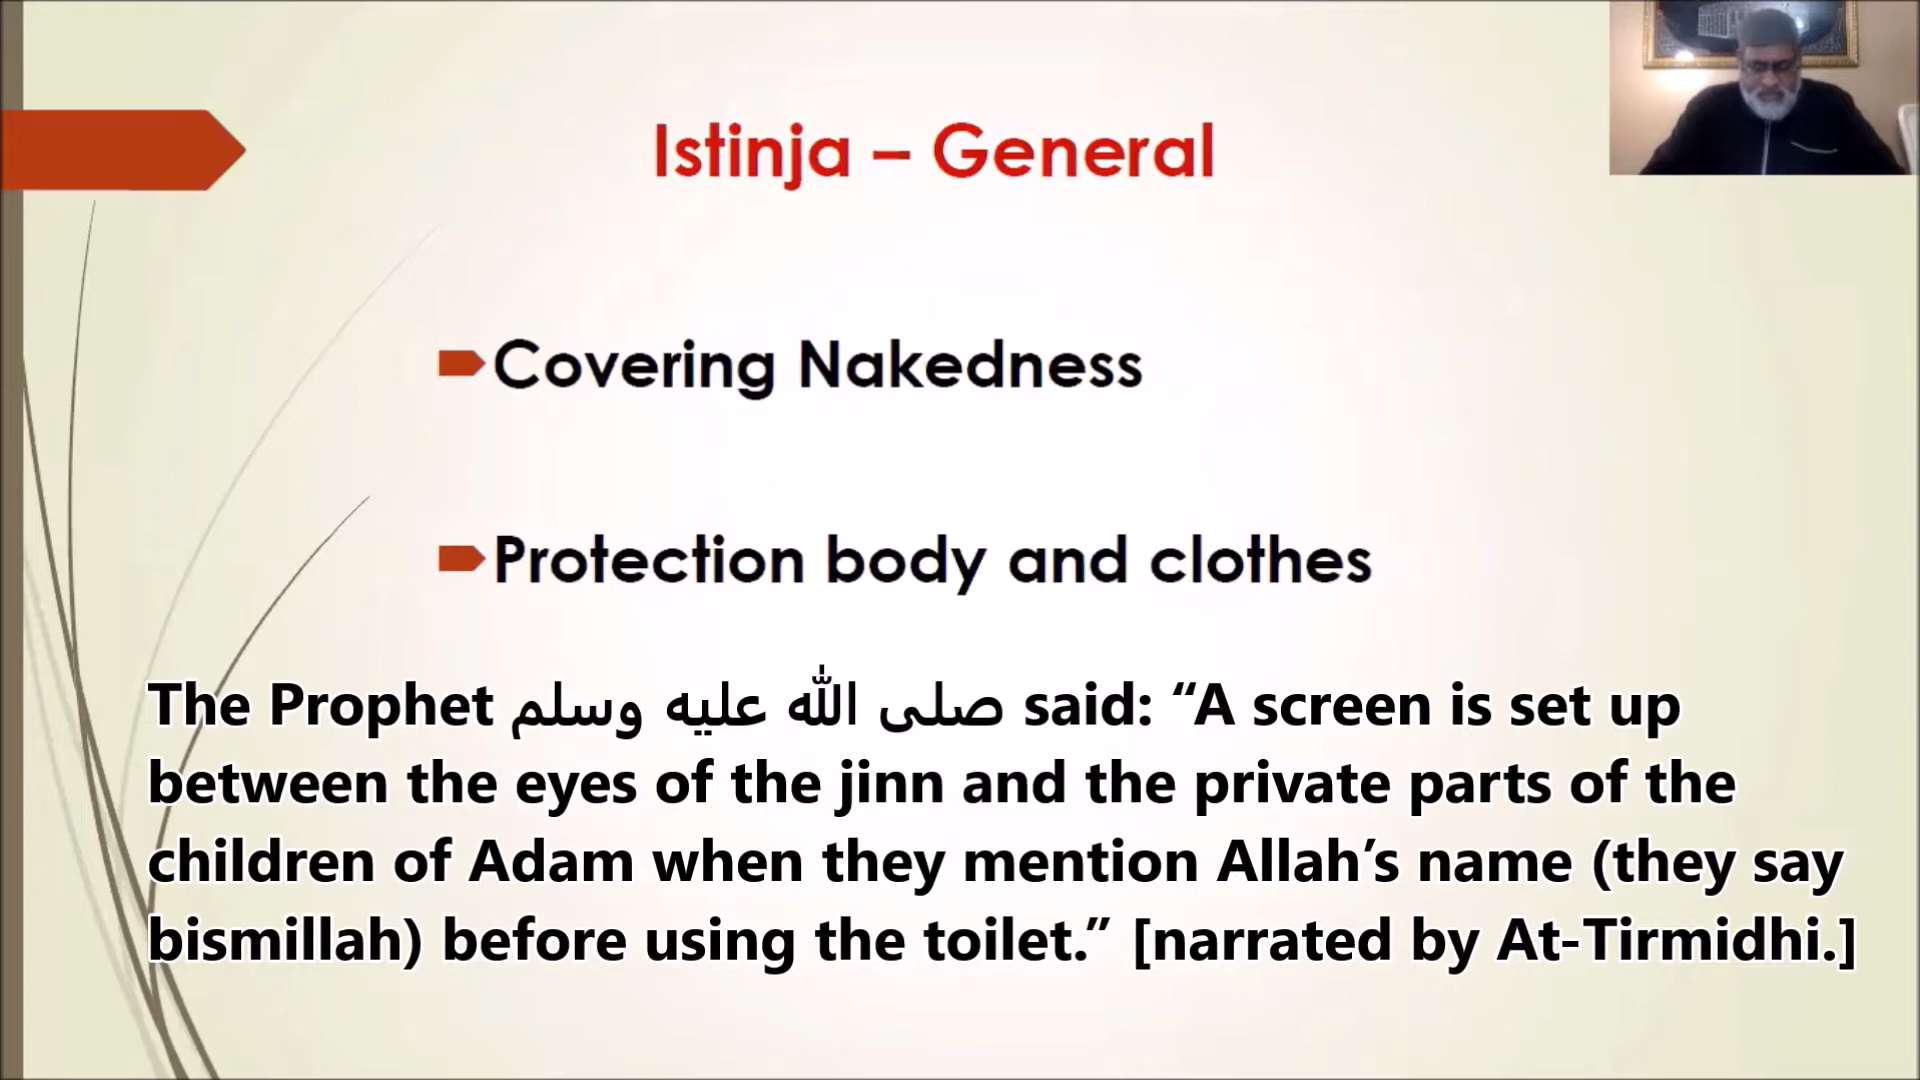 Istinja – General
Covering Nakedness
Protection body and clothes
The Prophet صلى الله عليه وسلم said: “A screen is set up
between the eyes of the jinn and the private parts of the
children of Adam when they mention Allah’s name (they say
bismillah) before using the toilet.” [narrated by At-Tirmidhi.]